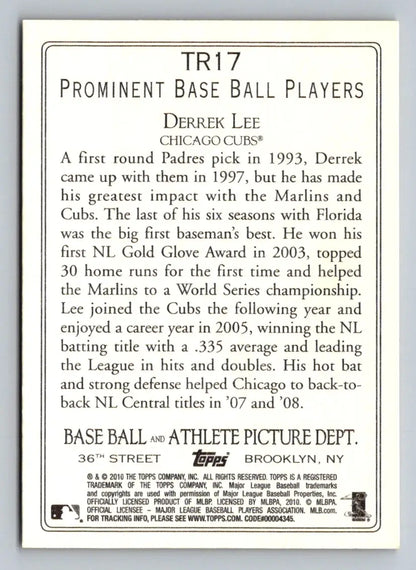 TR17
PROMINENT BASE BALL PLAYERS
DERREK LEE
CHICAGO CUBS®
A first round Padres pick in 1993, Derrek
came up with them in 1997, but he has made
his greatest impact with the Marlins and
Cubs. The last of his six seasons with Florida
was the big first baseman's best. He won his
first NL Gold Glove Award in 2003, topped
30 home runs for the first time and helped
the Marlins to a World Series championship.
Lee joined the Cubs the following year and
enjoyed a career year in 2005, winning the NL
batting title with a .335 average and leading
the League in hits and doubles. His hot bat
and strong defense helped Chicago to back-to-
back NL Central titles in '07 and '08.
BASE BALL AND ATHLETE PICTURE DEPT.
36TH STREET Topps BROOKLYN, NY
® & © 2010 THE TOPPS COMPANY, INC. ALL RIGHTS RESERVED. TOPPS IS A REGISTERED
TRADEMARK OF THE TOPPS COMPANY, INC. Major League Baseball trademarks
and copyrights are used with permission of Major League Baseball Properties, Inc.
OFFICIALLY LICENSED PRODUCT OF MLBP. LICENSED BY MLBPA, 2010. © MLBPA.
OFFICIAL LICENSEE - MAJOR LEAGUE BASEBALL PLAYERS ASSOCIATION. MLB.com.
FOR TRACKING INFO, PLEASE SEE WWW.TOPPS.COM. CODE#00004345.